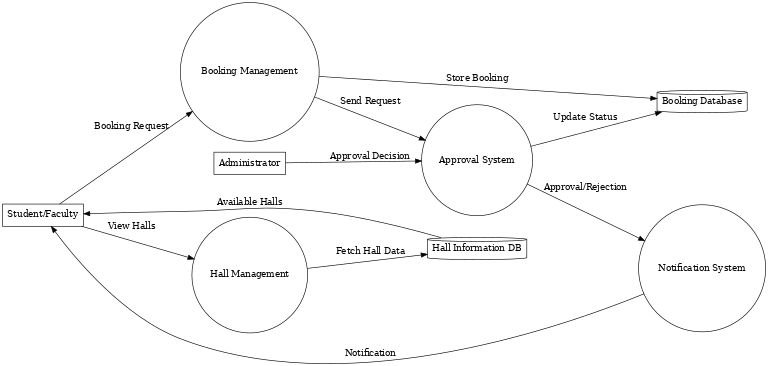 Booking Management
Store Booking
Booking Database
Send Request
Update Status
Booking Request
Administrator
Approval Decision
Approval System
Approval/Rejection
Available Halls
Student/Faculty
View Halls
Fetch Hall Data
Hall Information DB
Hall Management
Notification System
Notification